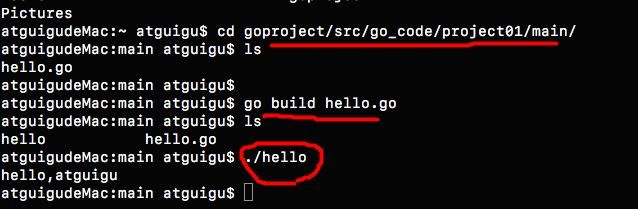 Pictures
atguigudeMac:~ atguigu$ cd goproject/src/go_code/project01/main/
atguigudeMac:main atguigu$ ls
hello.go
atguigudeMac:main atguigu$
atguigudeMac:main atguigu$ go build hello.go
atguigudeMac:main atguigu$ ls
hello hello.go
atguigudeMac:main atguigu$ ./hello
hello,atguigu
atguigudeMac:main atguigu$